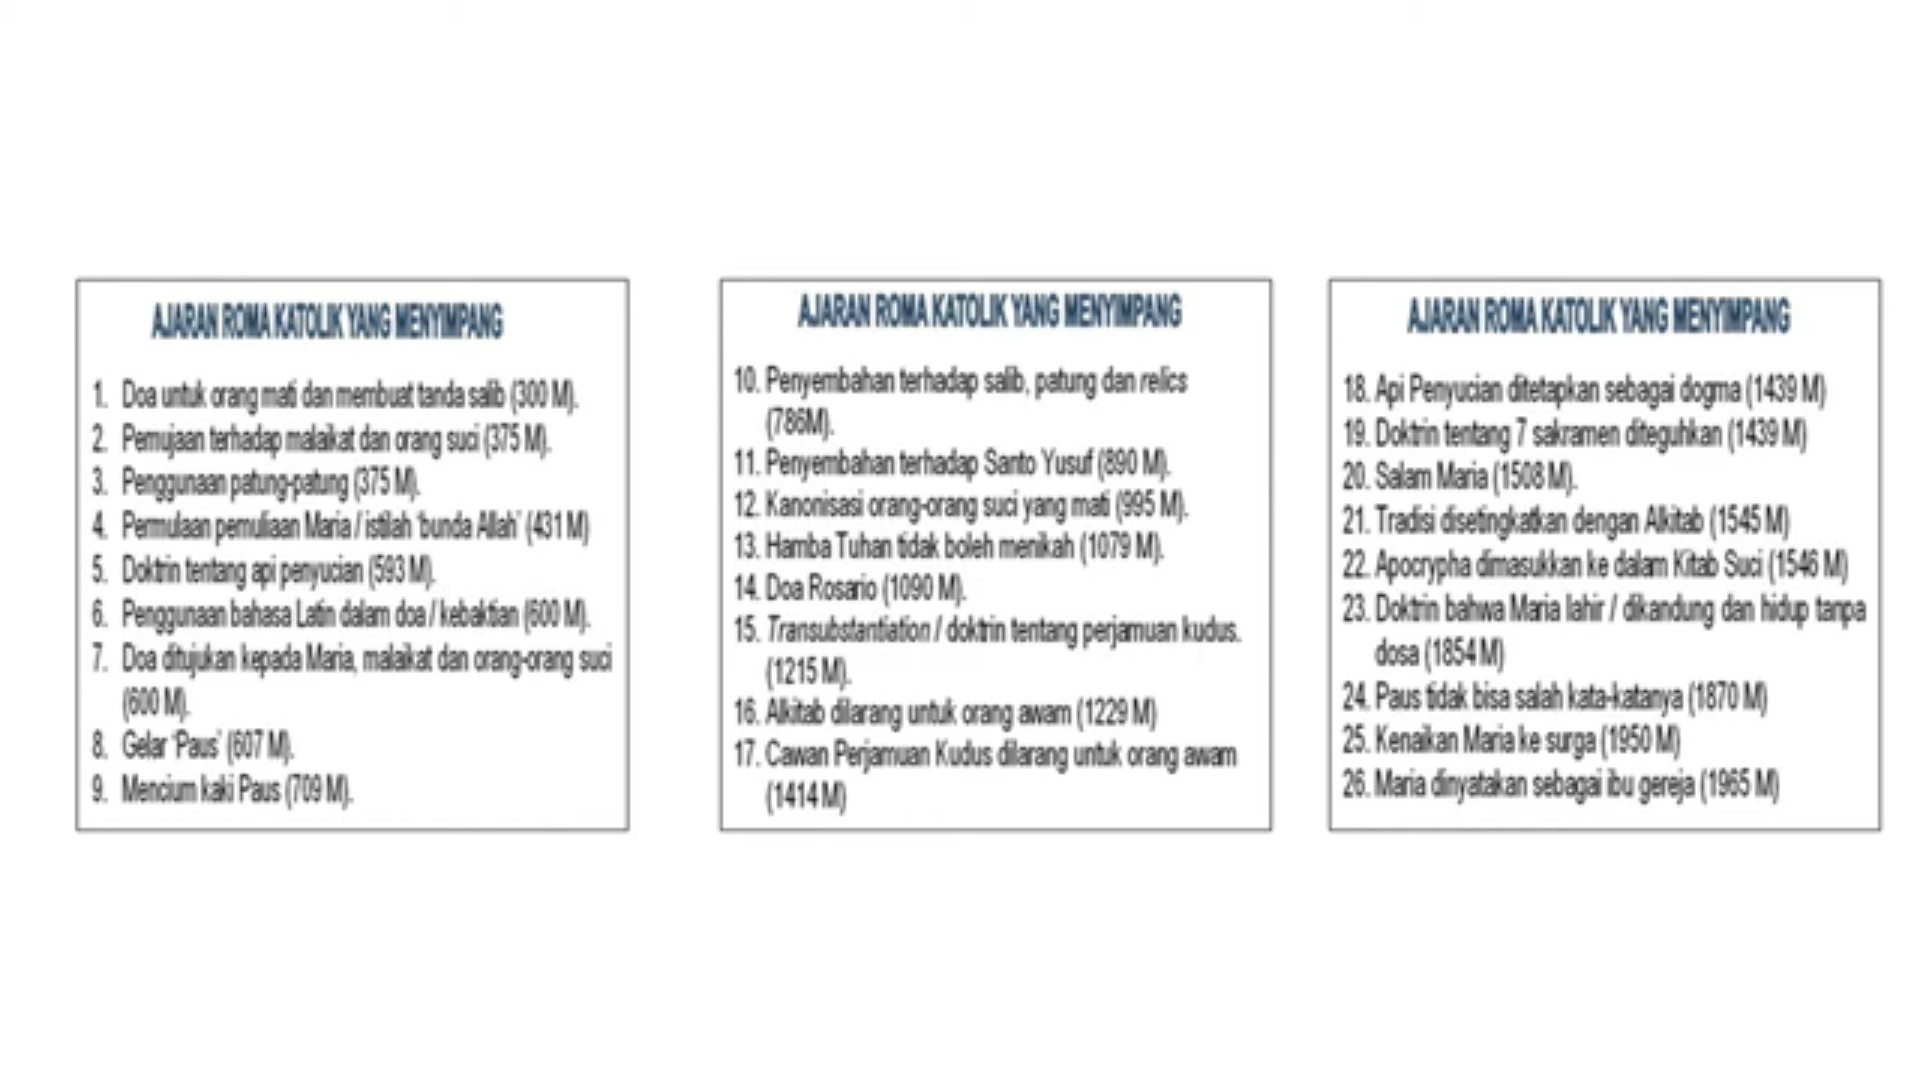 AJARAN ROMA KATOLIK YANG MENYIMPANG
1. Doa untuk orang mati dan membuat tanda salib (300 M).
2. Pemujaan terhadap malaikat dan orang suci (375 M).
3. Penggunaan patung-patung (375 M).
4. Permulaan pemuliaan Maria / istilah 'bunda Allah' (431 M)
5. Doktrin tentang api penyucian (593 M).
6. Penggunaan bahasa Latin dalam doa / kebaktian (600 M).
7. Doa ditujukan kepada Maria, malaikat dan orang-orang suci
(600 M).
8. Gelar 'Paus' (607 M).
9. Mencium kaki Paus (709 M).
AJARAN ROMA KATOLIK YANG MENYIMPANG
10. Penyembahan terhadap salib, patung dan relics
(786M).
11. Penyembahan terhadap Santo Yusuf (890 M).
12. Kanonisasi orang-orang suci yang mati (995 M).
13. Hamba Tuhan tidak boleh menikah (1079 M).
14. Doa Rosario (1090 M).
15. Transubstantiation / doktrin tentang perjamuan kudus.
(1215 M).
16. Alkitab dilarang untuk orang awam (1229 M)
17. Cawan Perjamuan Kudus dilarang untuk orang awam
(1414 M)
AJARAN ROMA KATOLIK YANG MENYIMPANG
18. Api Penyucian ditetapkan sebagai dogma (1439 M)
19. Doktrin tentang 7 sakramen diteguhkan (1439 M)
20. Salam Maria (1508 M).
21. Tradisi disetingkatkan dengan Alkitab (1545 M)
22. Apocrypha dimasukkan ke dalam Kitab Suci (1546 M)
23. Doktrin bahwa Maria lahir / dikandung dan hidup tanpa
dosa (1854 M)
24. Paus tidak bisa salah kata-katanya (1870 M)
25. Kenaikan Maria ke surga (1950 M)
26. Maria dinyatakan sebagai ibu gereja (1965 M)